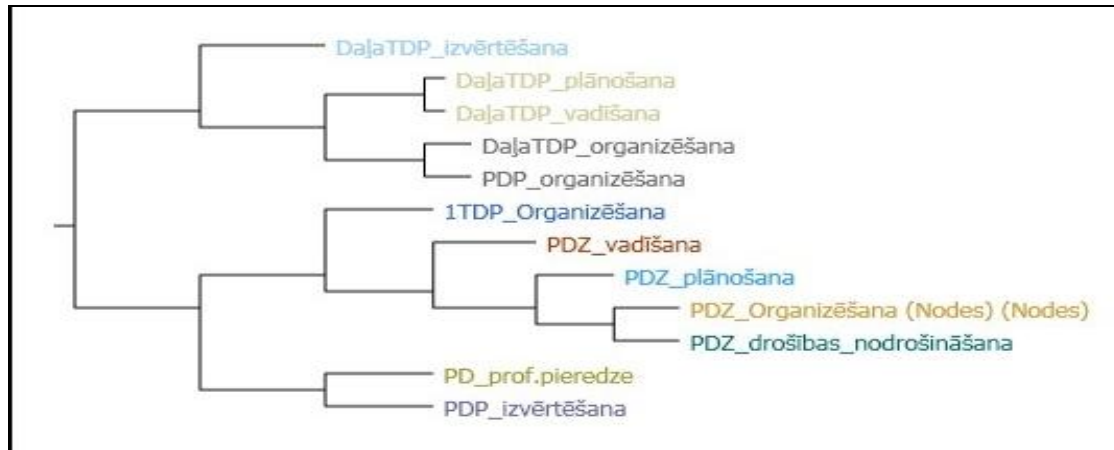 DaļaTDP_izvērtēšana
DaļaTDP_plānošana
DaļaTDP_vadīšana
DaļaTDP_organizēšana
PDP_organizēšana
1TDP_Organizēšana
PDZ_vadīšana
PDZ_plānošana
PDZ_Organizēšana (Nodes) (Nodes)
PDZ_drošības_nodrošināšana
PD_prof.pieredze
PDP_izvērtēšana